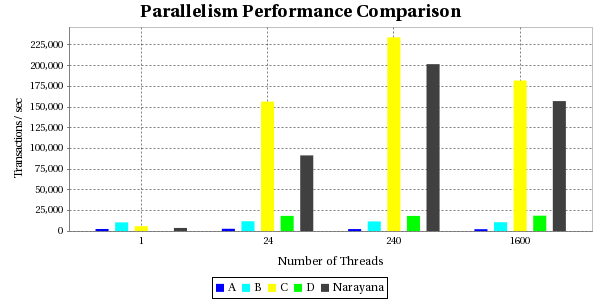 Parallelism Performance Comparison
225,000
200,000
175,000
150,000
125,000
100,000
75,000
50,000
25,000
0
Transactions / sec
1 24 240 1600
Number of Threads
A B C D Narayana